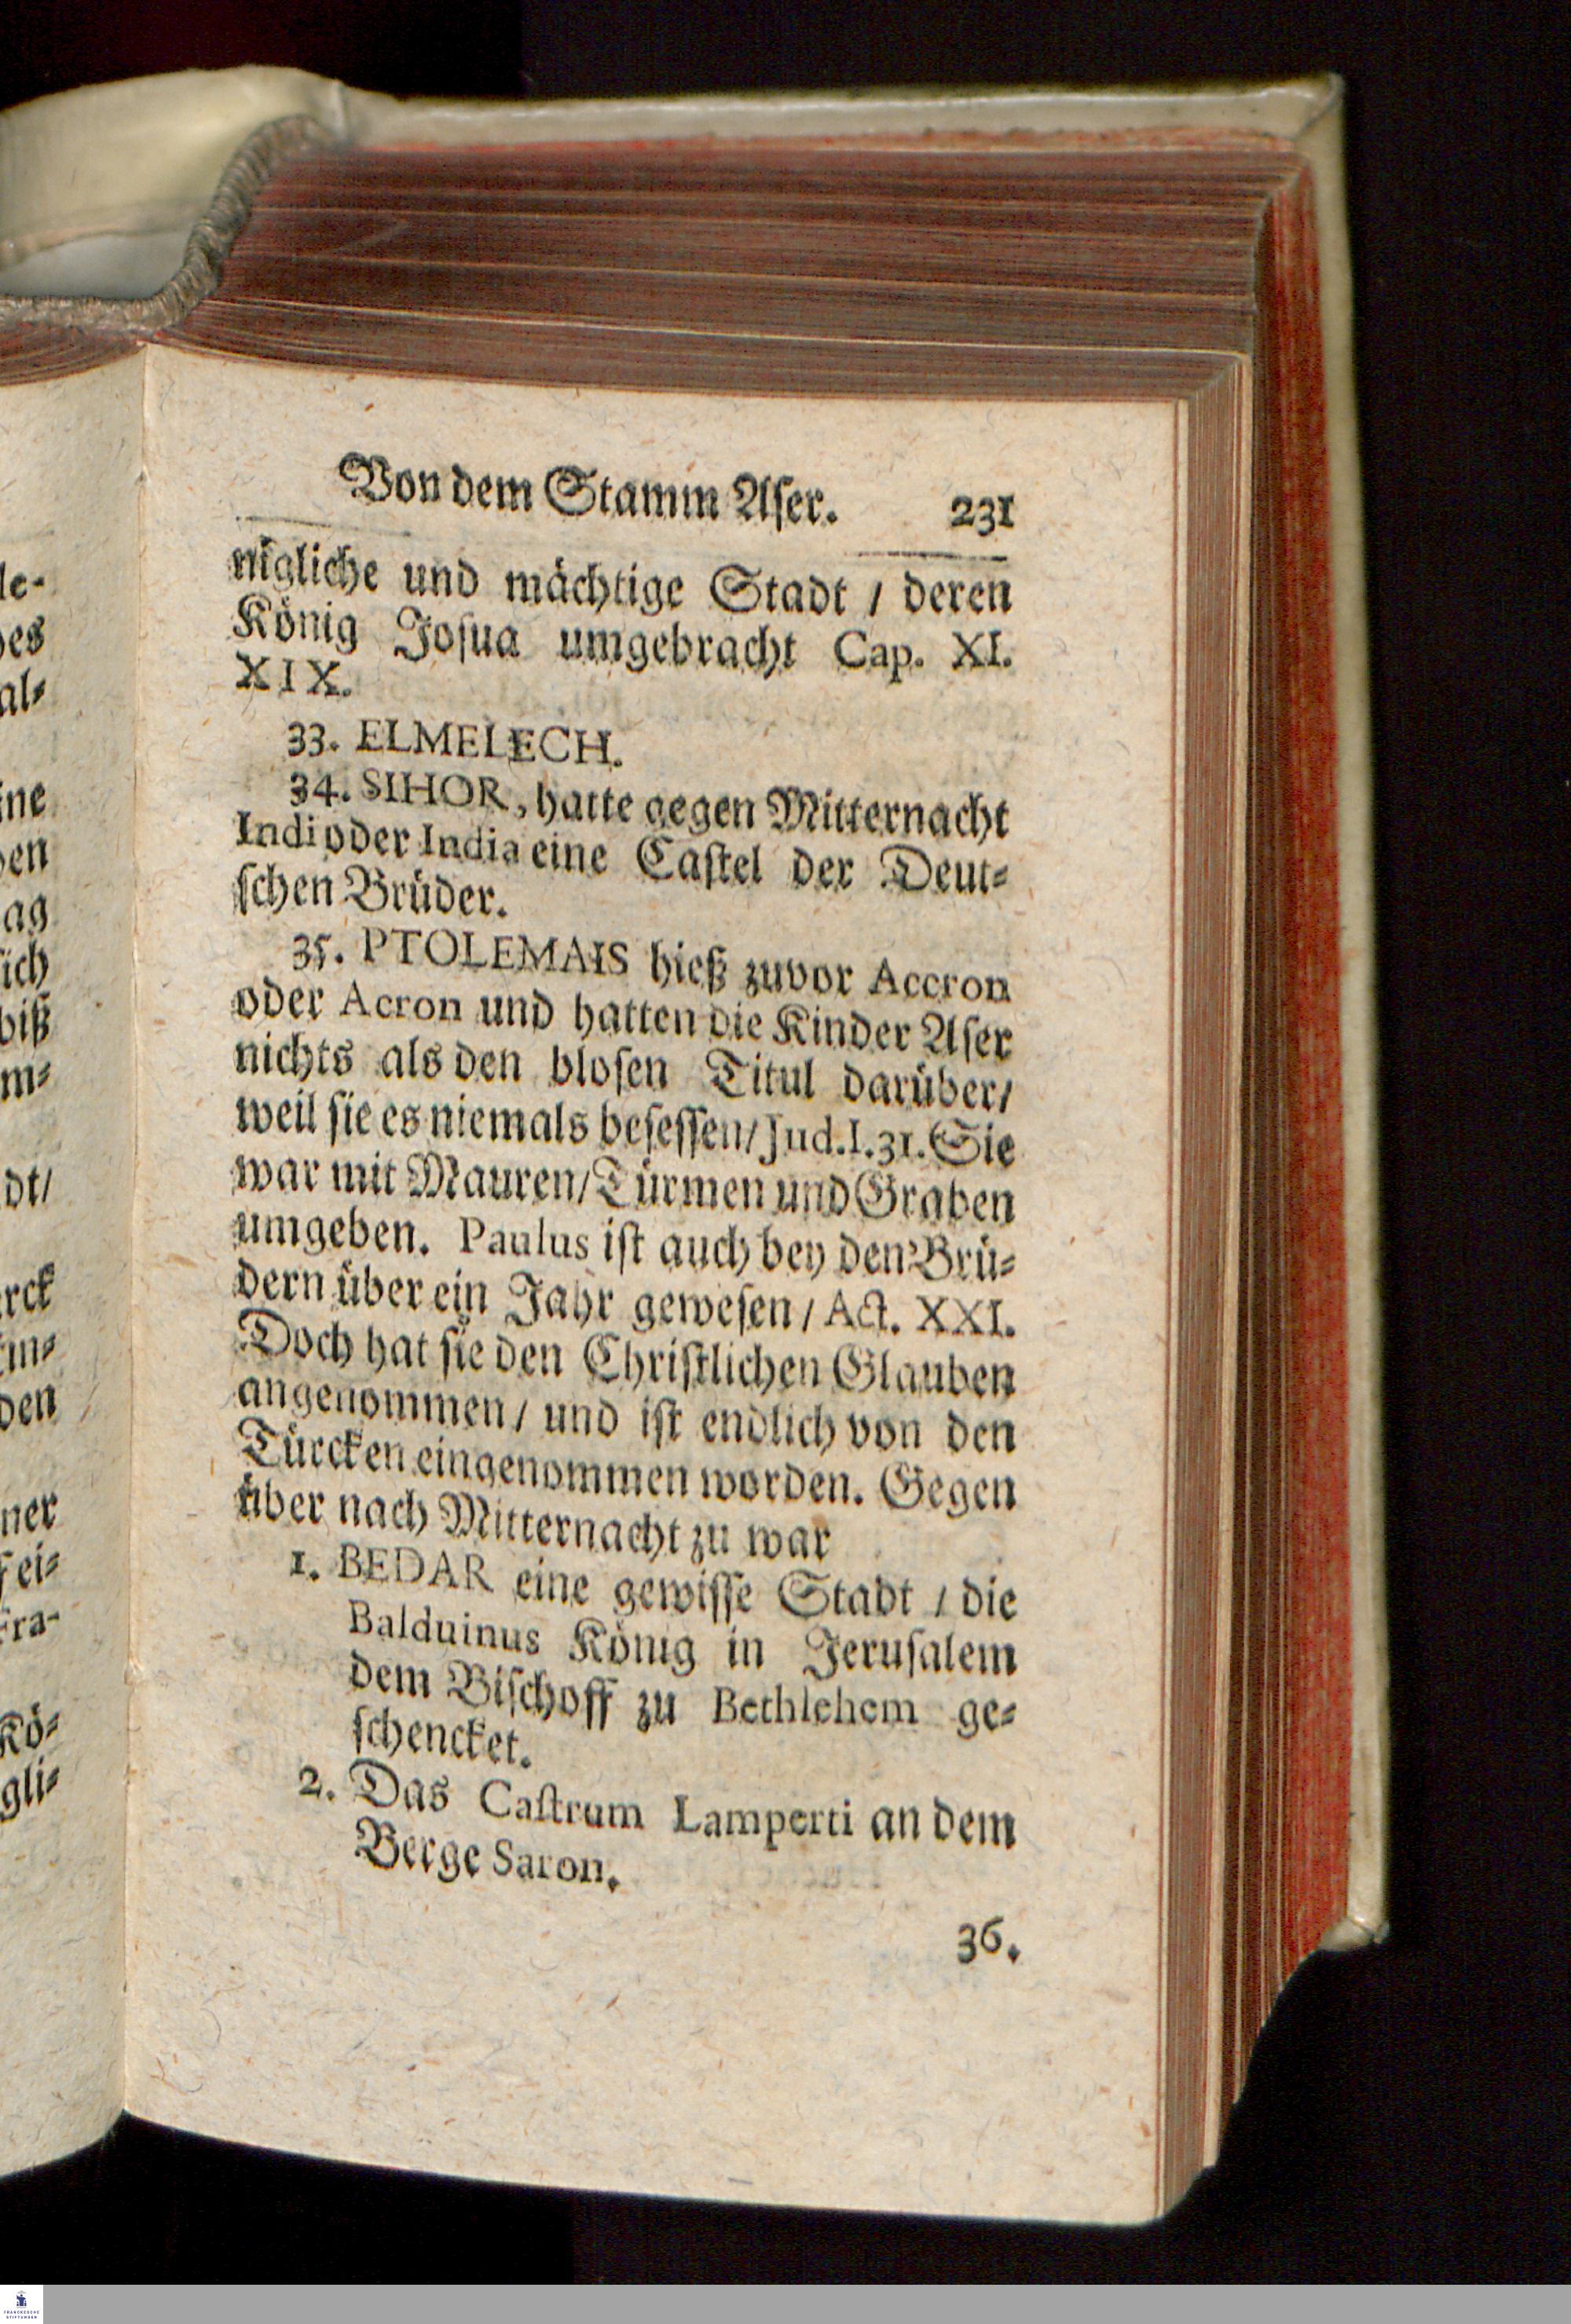 Von dem Stamm Aser. 231
nigliche und mächtige Stadt / deren
König Josua umgebracht Cap. XI.
XIX.
33. ELMELECH.
34. SIHOR, hatte gegen Mitternacht
Indi oder India eine Castel der Deut⸗
schen Brüder.
35. PTOLEMAIS hieß zuvor Accron
oder Acron und hatten die Kinder Aser
nichts als den blosen Titul darüber/
weil sie es niemals besessen/ Jud. I. 31. Sie
war mit Mauren/ Türmen und Graben
umgeben. Paulus ist auch bey den Brü⸗
dern über ein Jahr gewesen / Act. XXI.
Doch hat sie den Christlichen Glauben
angenommen / und ist endlich von den
Türcken eingenommen worden. Gegen
über nach Mitternacht zu war
1. BEDAR eine gewisse Stadt / die
Balduinus König in Jerusalem
dem Bischoff zu Bethlehem ge⸗
schencket.
2. Das Castrum Lamperti an dem
Berge Saron.
36.
FRANCKESCHE
STIFTUNGEN